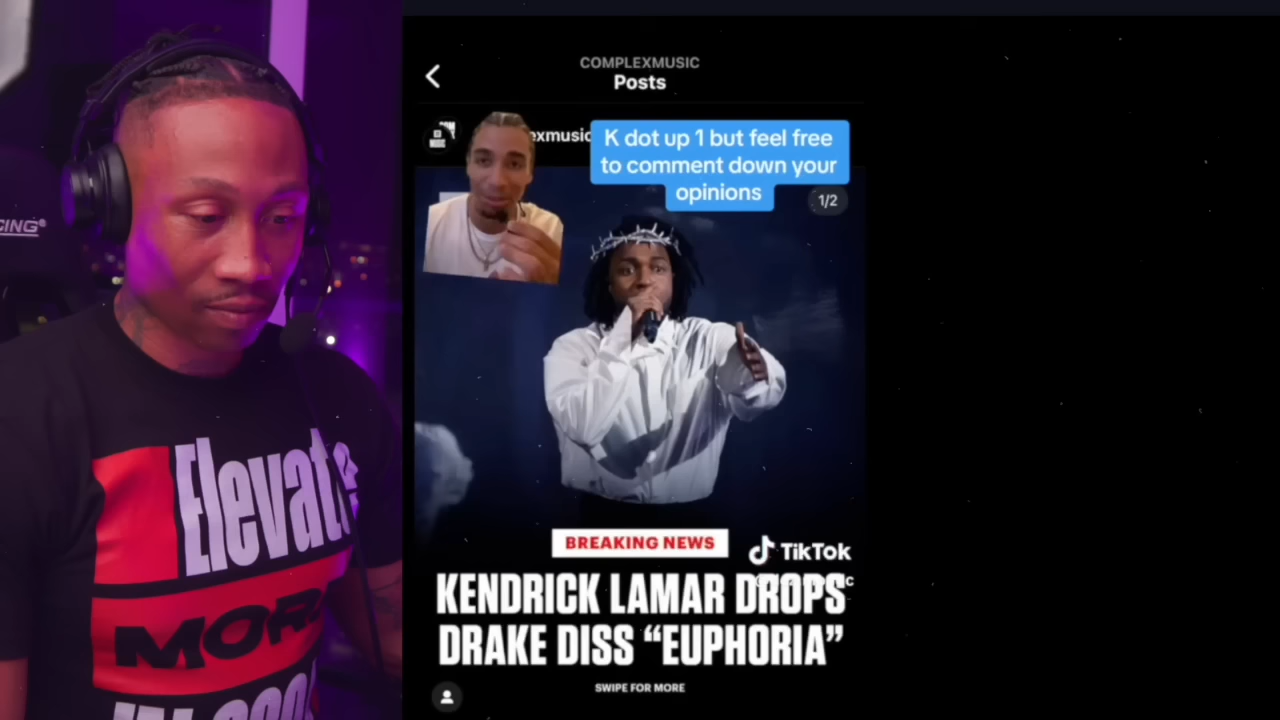 COMPLEXMUSIC
Posts
K dot up 1 but feel free
to comment down your
opinions
1/2
CING®
Elevate
MORE
BREAKING NEWS
TikTok
KENDRICK LAMAR DROPS
DRAKE DISS “EUPHORIA”
SWIPE FOR MORE